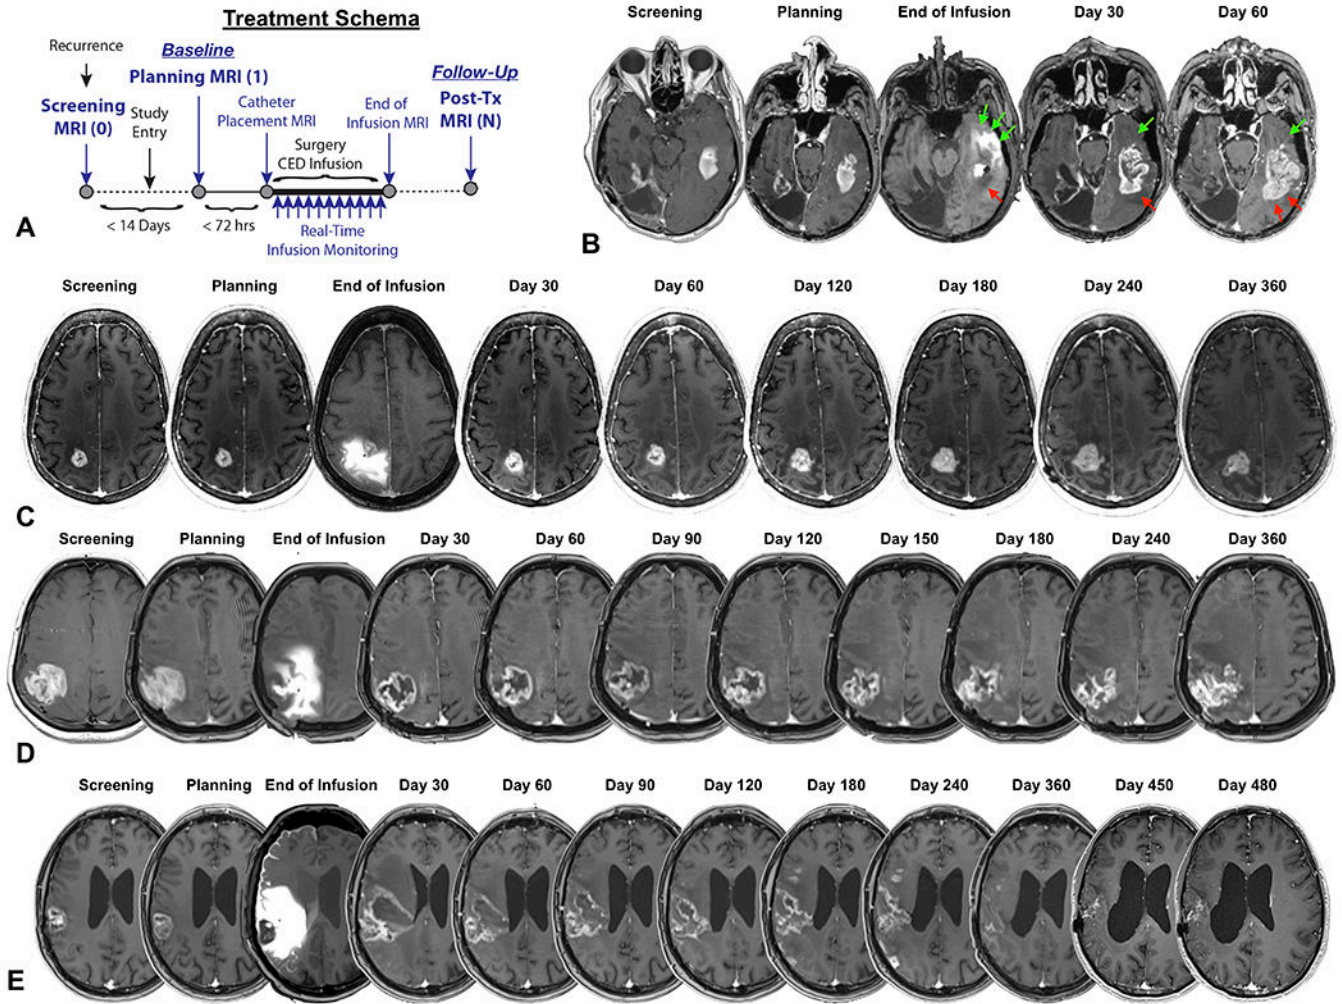 Treatment Schema
Recurrence
Baseline
Planning MRI (1)
Follow-Up
Post-Tx
MRI (N)
Screening
MRI (0)
Study
Entry
Catheter
Placement MRI
End of
Infusion MRI
Surgery
CED Infusion
< 14 Days
< 72 hrs
Real-Time
Infusion Monitoring
A
Screening Planning End of Infusion Day 30 Day 60
B
Screening Planning End of Infusion Day 30 Day 60 Day 120 Day 180 Day 240 Day 360
C
Screening Planning End of Infusion Day 30 Day 60 Day 90 Day 120 Day 150 Day 180 Day 240 Day 360
D
Screening Planning End of Infusion Day 30 Day 60 Day 90 Day 120 Day 180 Day 240 Day 360 Day 450 Day 480
E